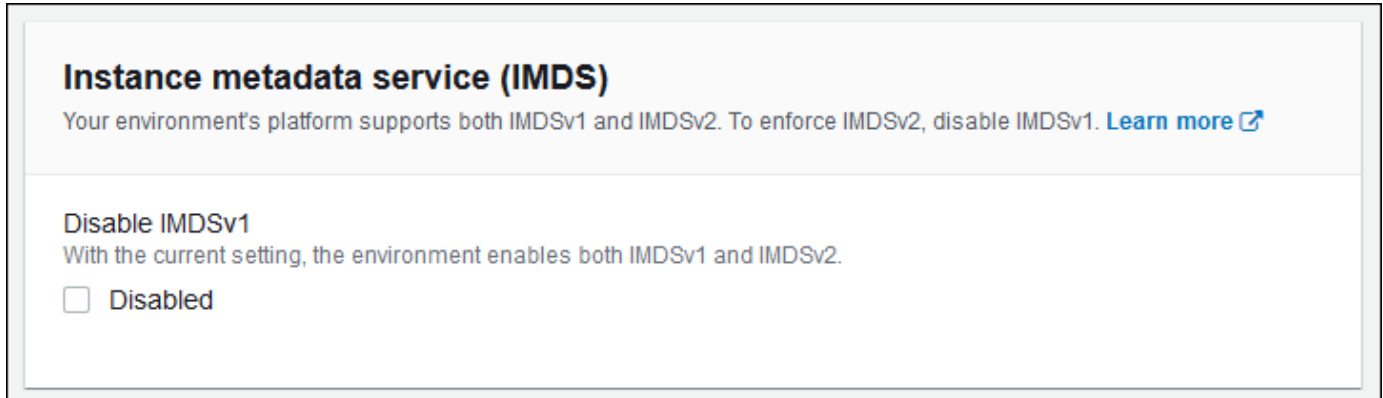 Instance metadata service (IMDS)
Your environment's platform supports both IMDSv1 and IMDSv2. To enforce IMDSv2, disable IMDSv1. Learn more
Disable IMDSv1
With the current setting, the environment enables both IMDSv1 and IMDSv2.
Disabled